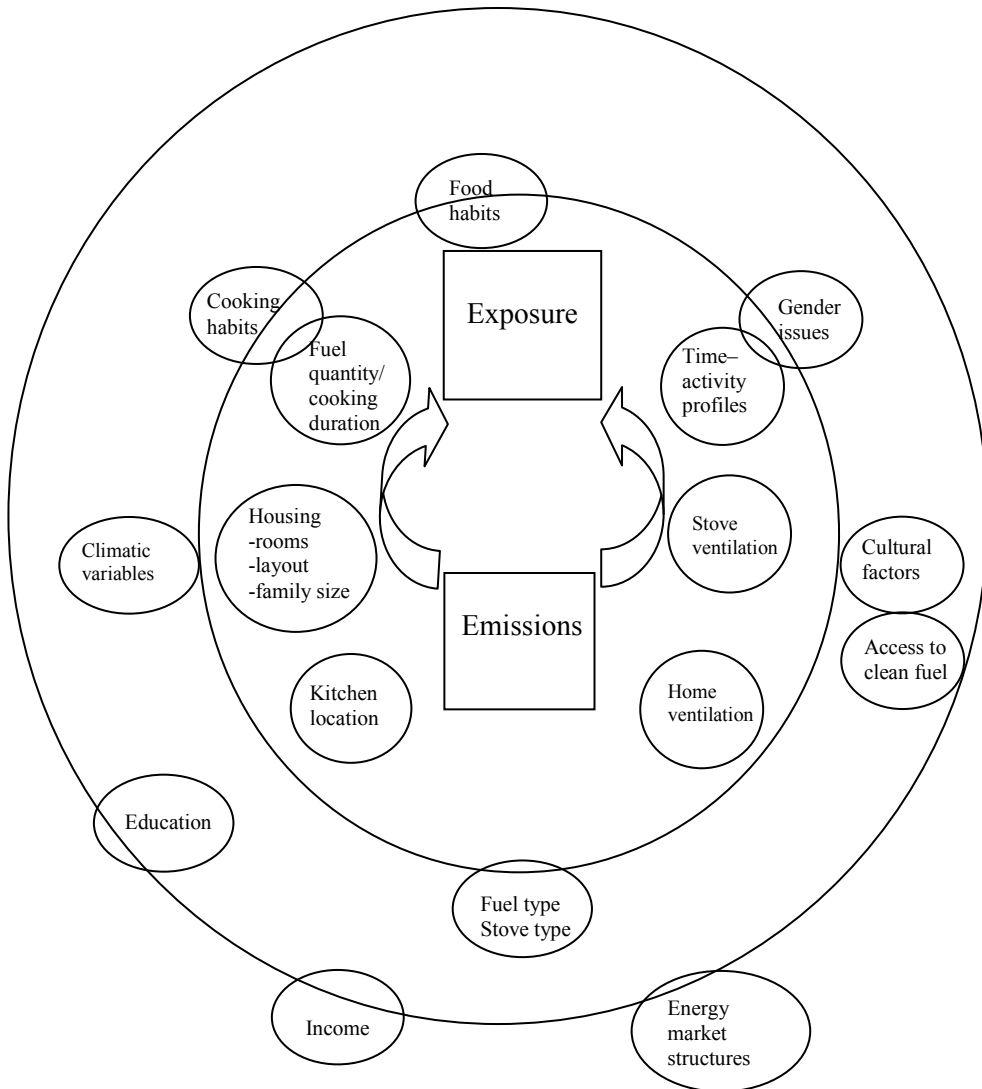 Food
habits
Cooking
habits
Exposure
Gender
issues
Fuel
quantity/
cooking
duration
Time–
activity
profiles
Housing
-rooms
-layout
-family size
Stove
ventilation
Climatic
variables
Cultural
factors
Emissions
Access to
clean fuel
Kitchen
location
Home
ventilation
Education
Fuel type
Stove type
Income
Energy
market
structures